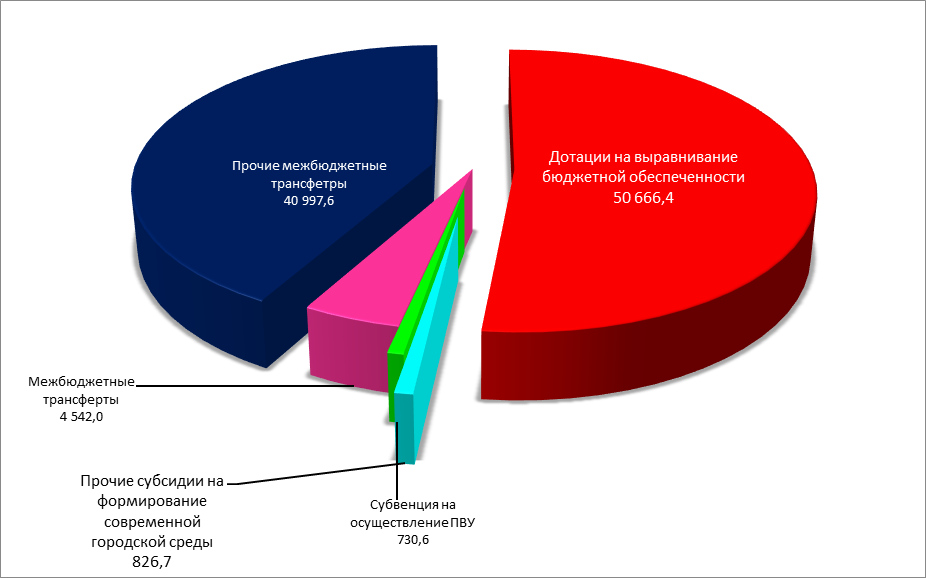 Прочие межбюджетные
трансфетры
40 997,6
Дотации на выравнивание
бюджетной обеспеченности
50 666,4
Межбюджетные
трансферты
4 542,0
Прочие субсидии на
формирование
современной
городской среды
826,7
Субвенция на
осуществление ПВУ
730,6